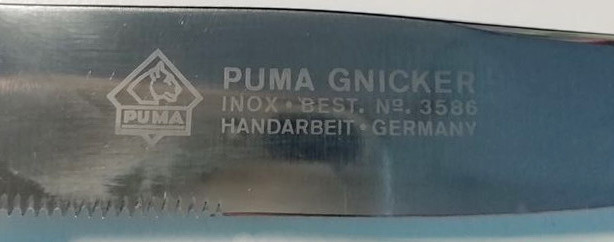 PUMA
PUMA GNICKER
INOX • BEST. Nº. 3586
HANDARBEIT • GERMANY